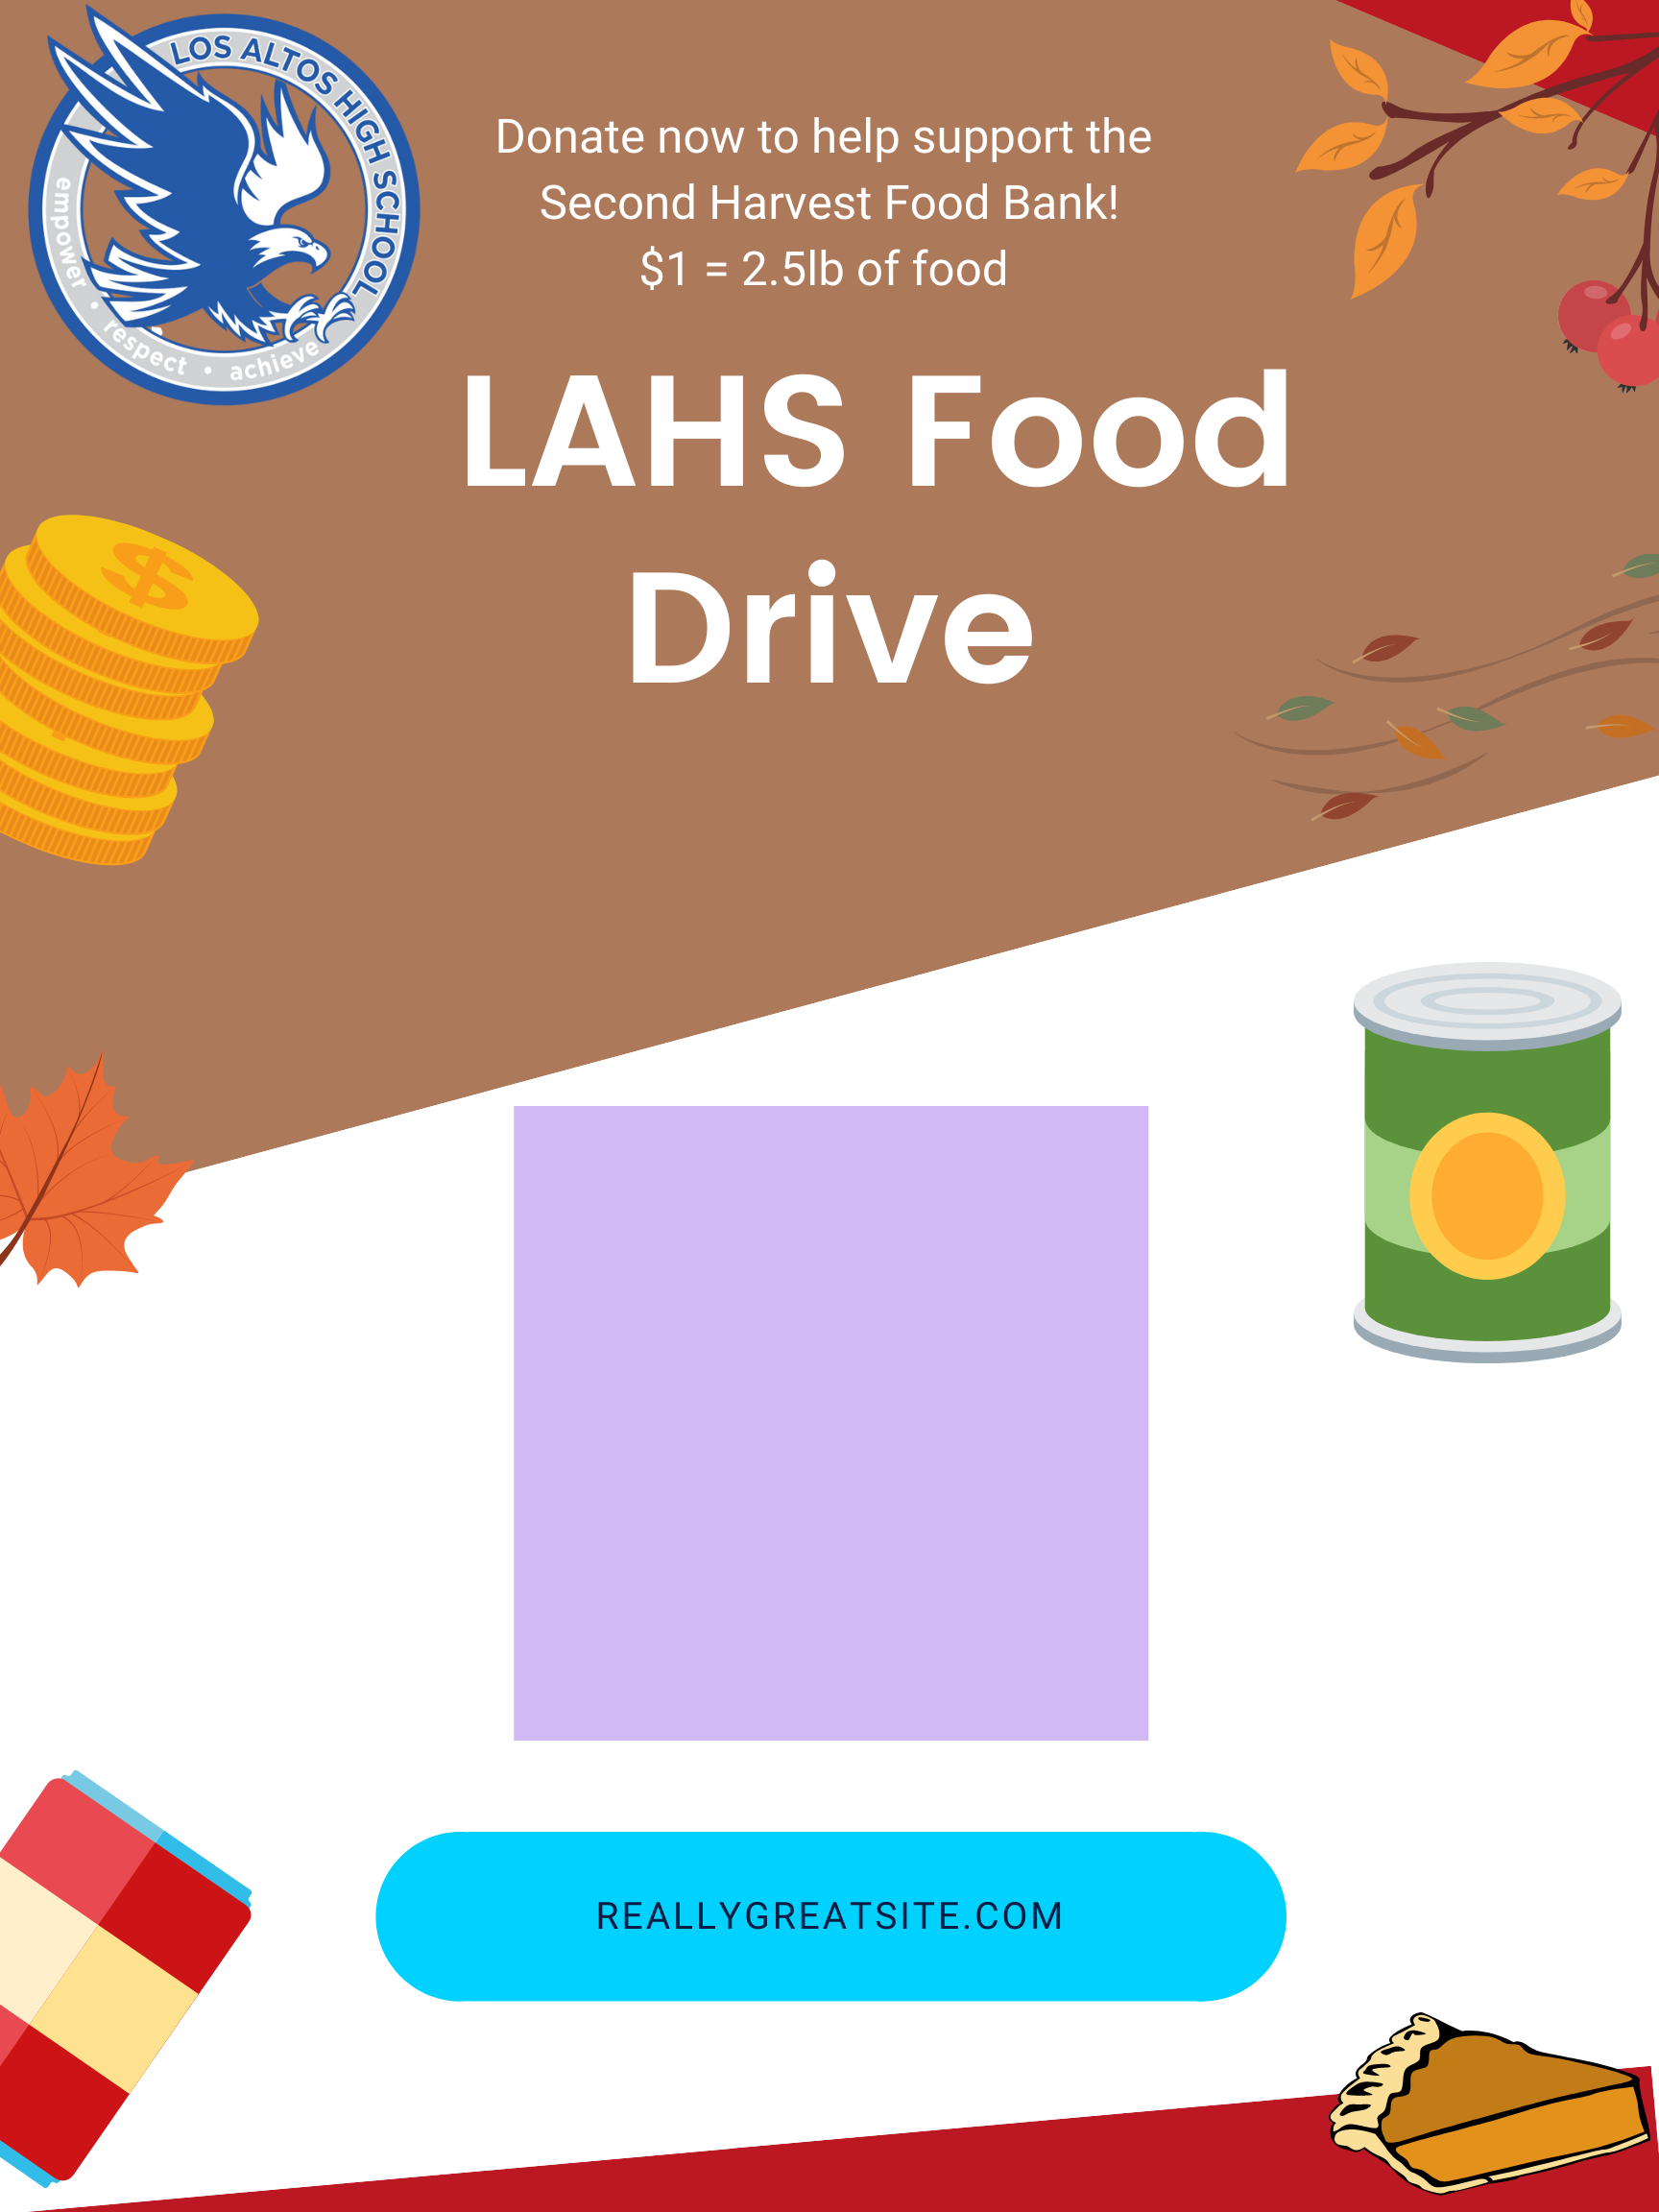 LOS ALTOS HIGH SCHOOL
empower • respect • achieve
Donate now to help support the
Second Harvest Food Bank!
$1 = 2.5lb of food
LAHS Food
Drive
$
REALLYGREATSITE.COM